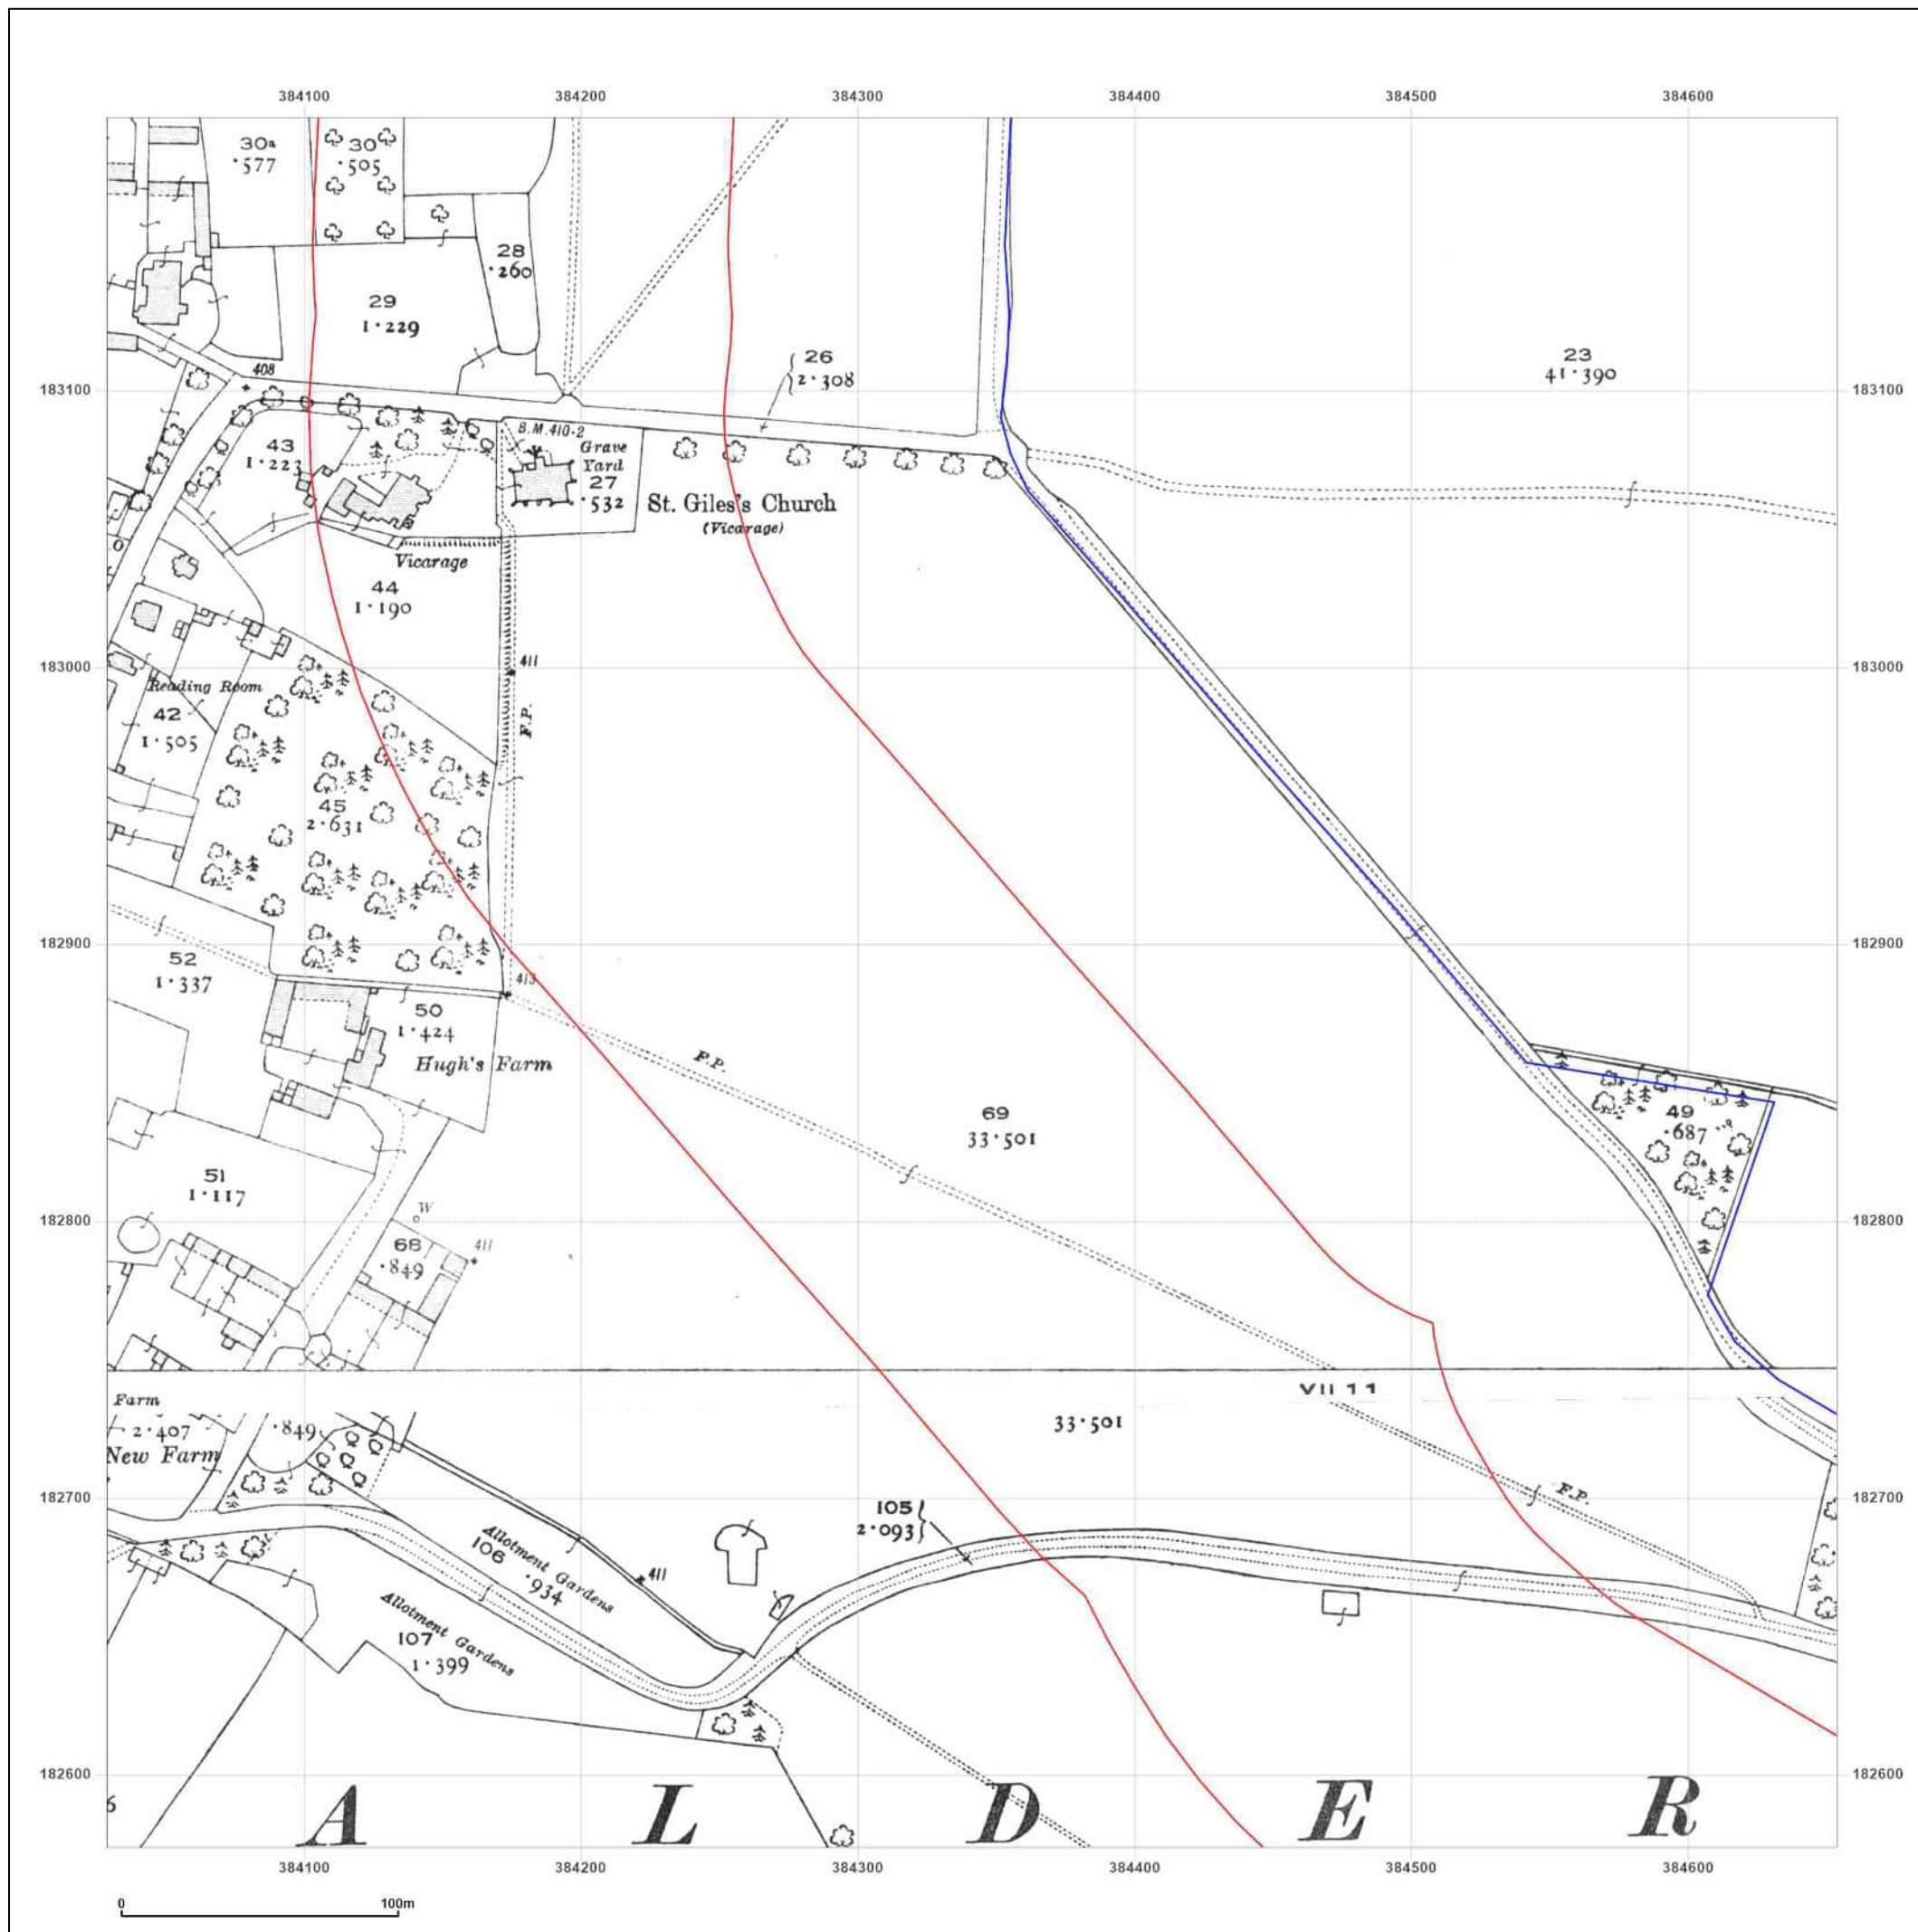 384100 384200 384300 384400 384500 384600
30a
·577
30
·505
28
·260
29
1·229
26
2·308
23
41·390
408
183100 183100
43
1·223
B.M.410·2
Grave
Yard
27
·532
St. Giles's Church
(Vicarage)
O
Vicarage
44
1·190
411
183000 183000
Reading Room
F.P.
42
1·505
45
2·631
182900 182900
52
1·337
413
50
1·424
Hugh's Farm
F.P.
69
33·501
49
·687
51
1·117
W
182800 182800
68
·849
411
VII 11
Farm
2·407
·849
33·501
New Farm
182700 182700
F.P.
105
2·093
Allotment Gardens
106
·934
411
Allotment Gardens
107
1·399
182600 182600
6
A L D E R
384100 384200 384300 384400 384500 384600
0 100m